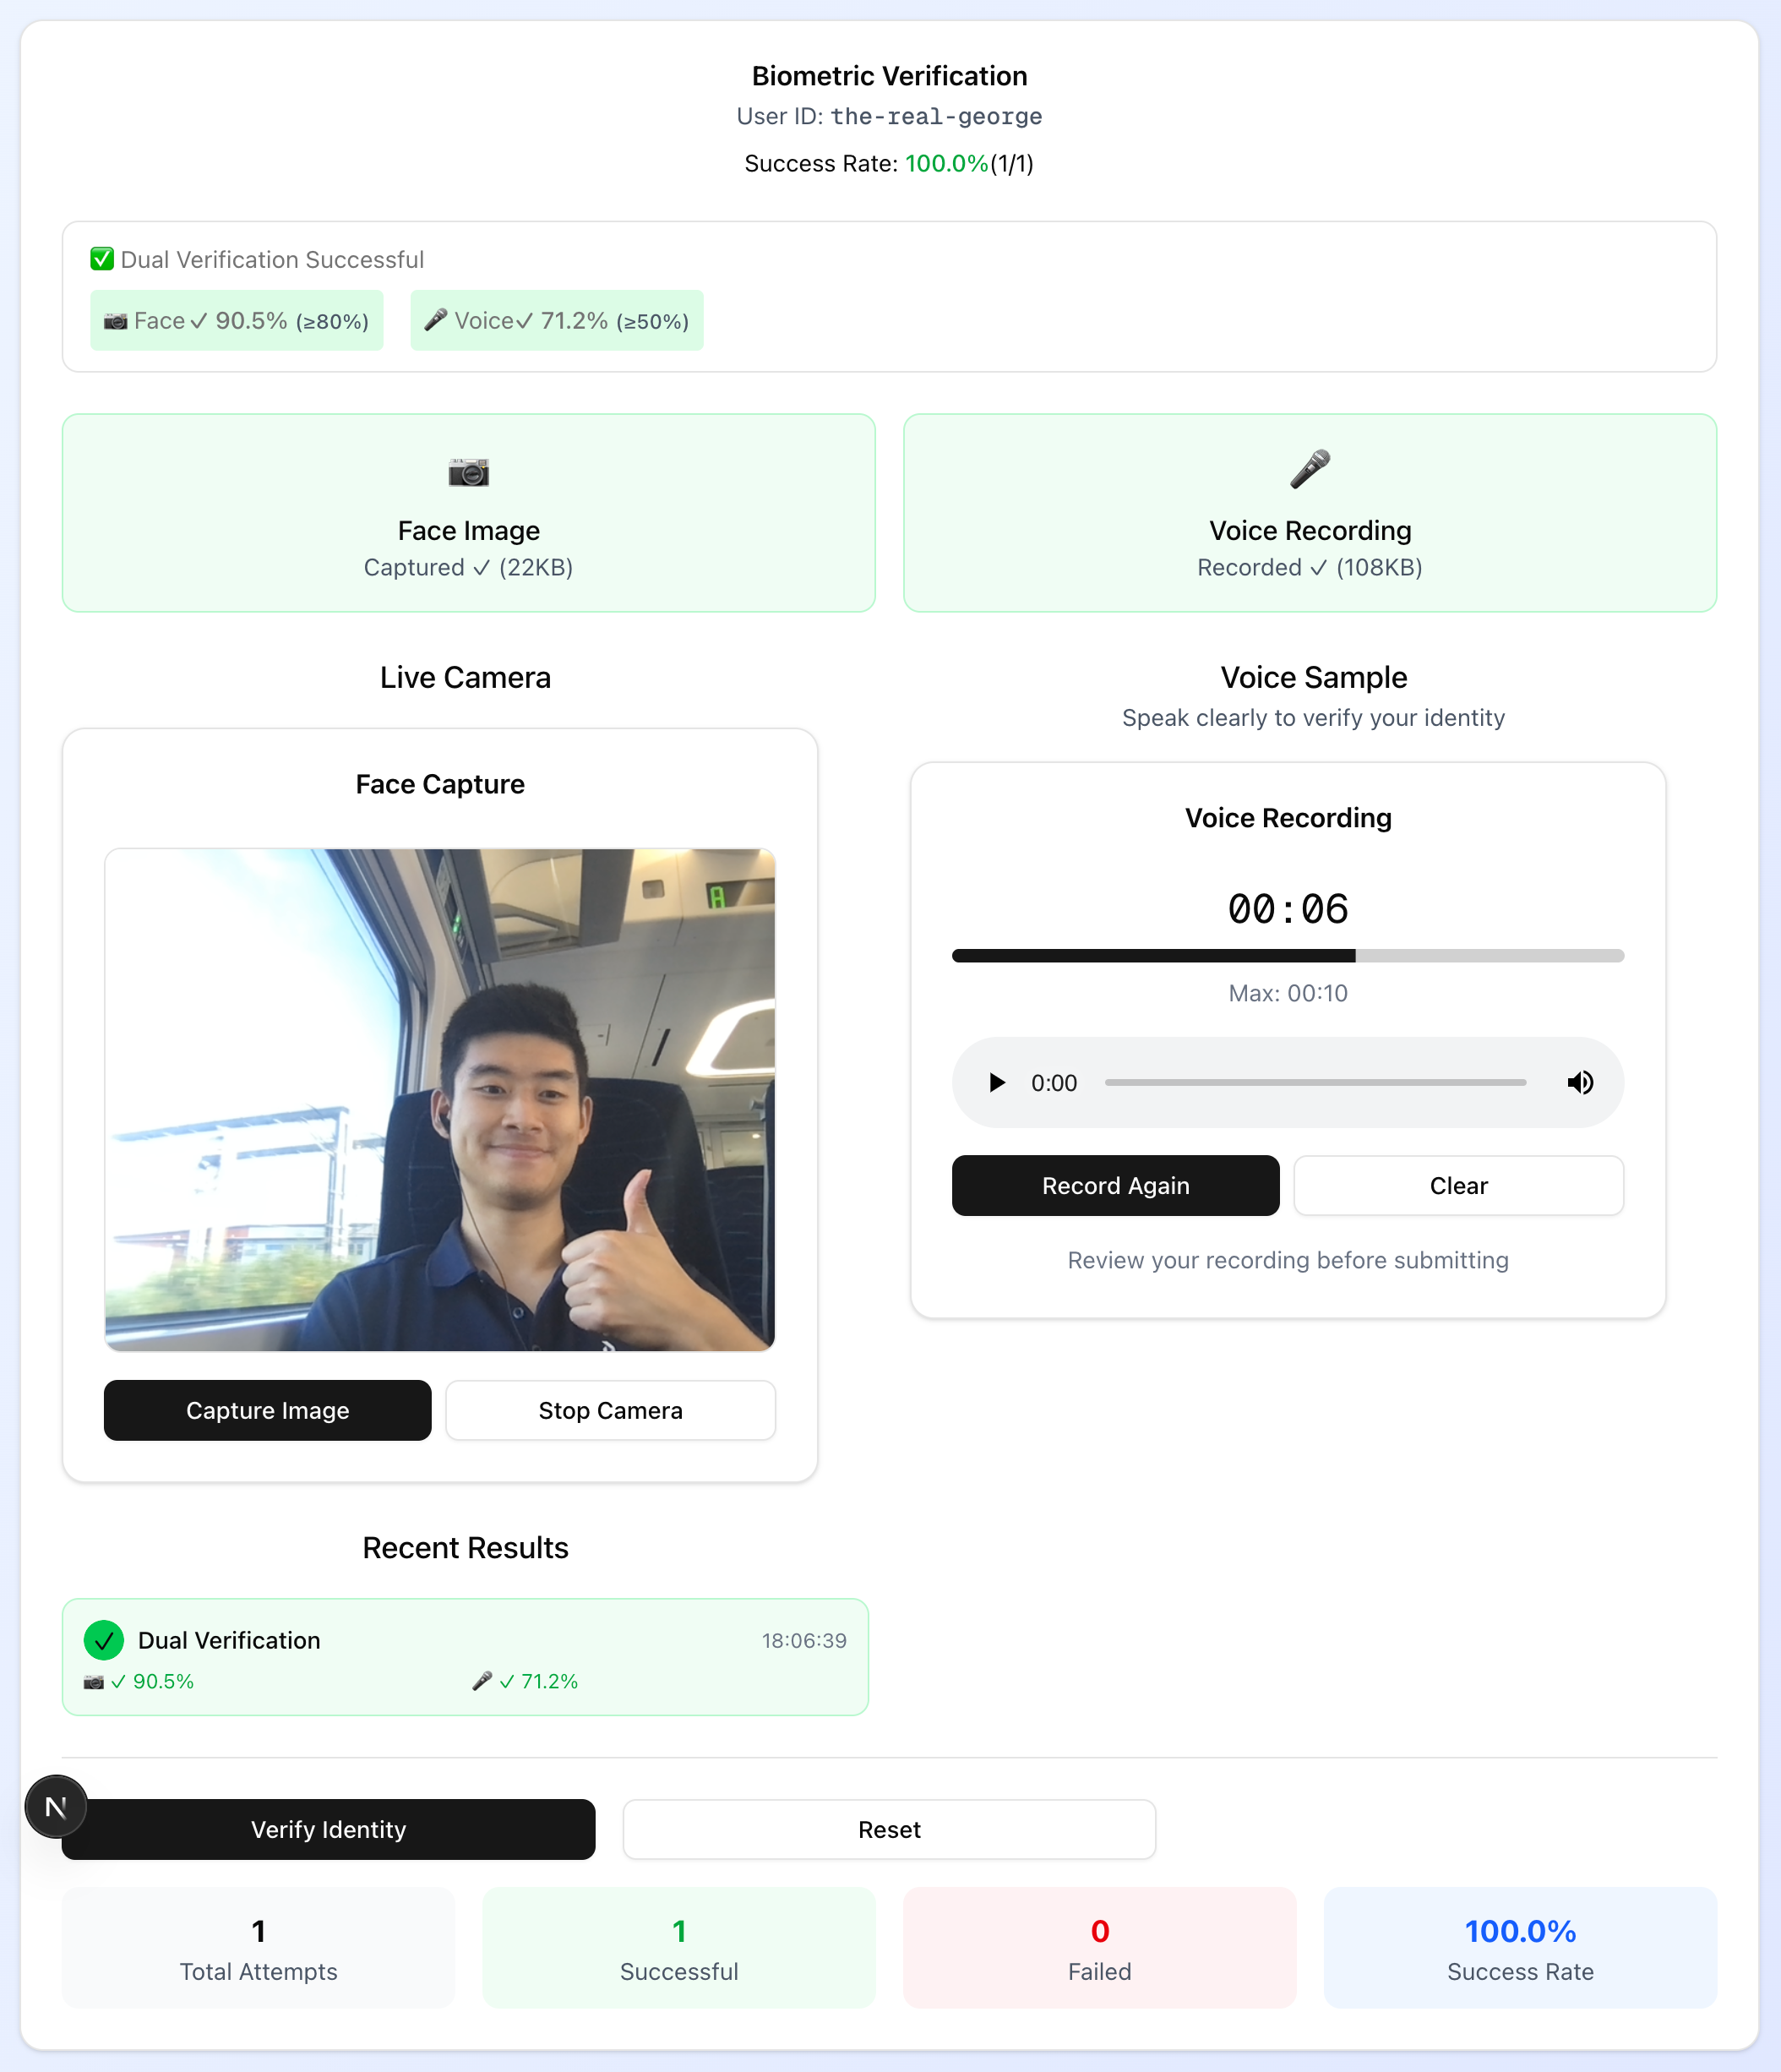 Biometric Verification
User ID: the-real-george
Success Rate: 100.0%(1/1)
✅ Dual Verification Successful
📷 Face ✓ 90.5% (≥80%)
🎤 Voice✓ 71.2% (≥50%)
Face Image
Captured ✓ (22KB)
Voice Recording
Recorded ✓ (108KB)
Live Camera
Face Capture
Capture Image
Stop Camera
Voice Sample
Speak clearly to verify your identity
Voice Recording
00:06
Max: 00:10
0:00
Record Again
Clear
Review your recording before submitting
Recent Results
Dual Verification
18:06:39
📷 ✓ 90.5%
🎤 ✓ 71.2%
N
Verify Identity
Reset
1
Total Attempts
1
Successful
0
Failed
100.0%
Success Rate